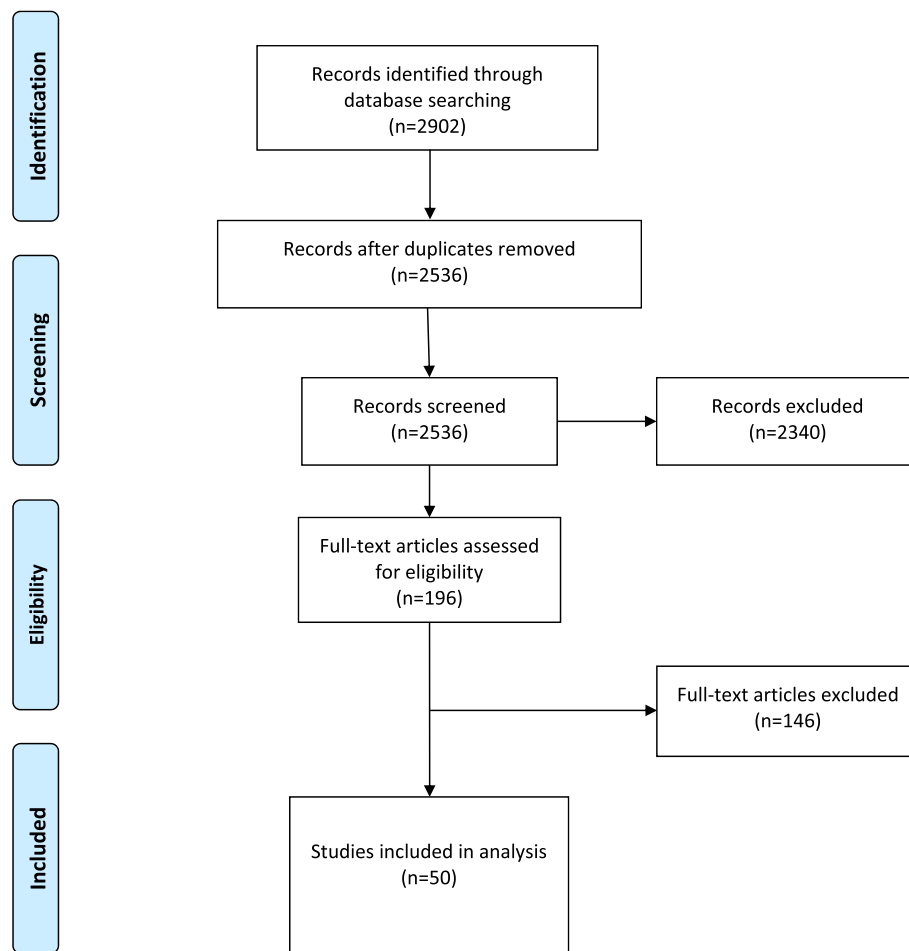 Identification
Records identified through
database searching
(n=2902)
Records after duplicates removed
(n=2536)
Screening
Records screened
(n=2536)
Records excluded
(n=2340)
Eligibility
Full-text articles assessed
for eligibility
(n=196)
Full-text articles excluded
(n=146)
Included
Studies included in analysis
(n=50)